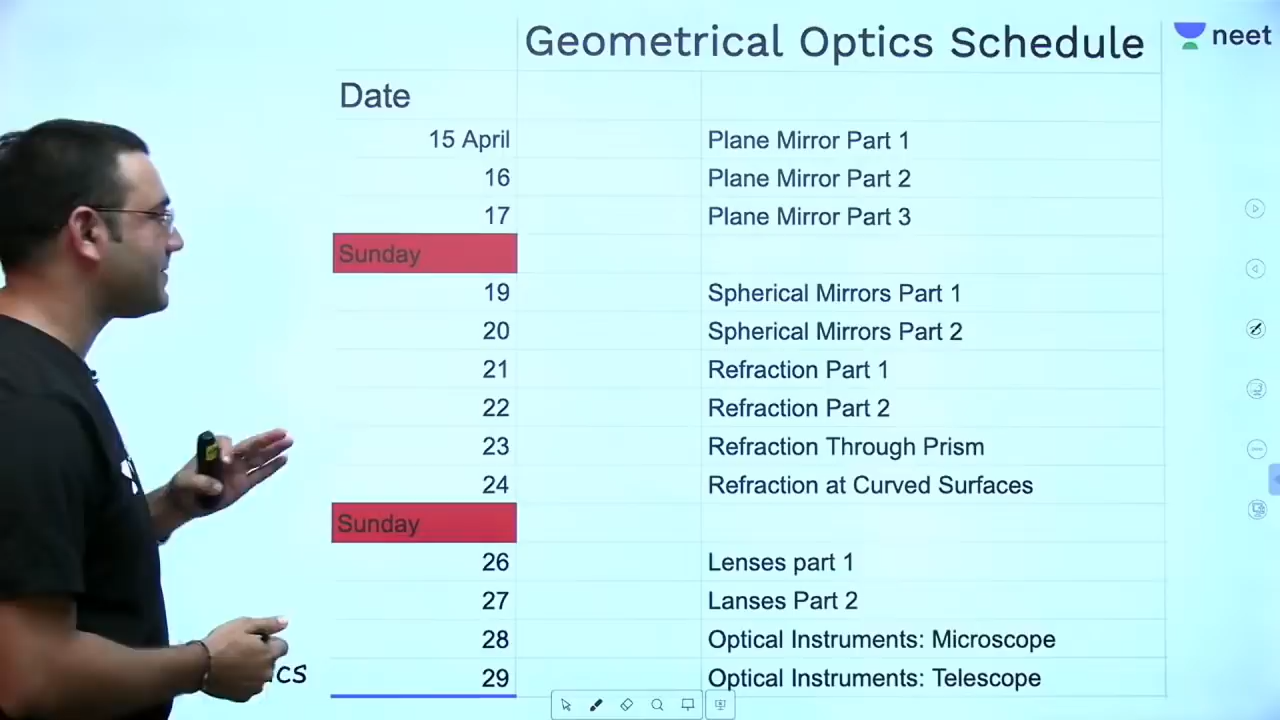 Geometrical Optics Schedule
neet
Date
15 April Plane Mirror Part 1
16 Plane Mirror Part 2
17 Plane Mirror Part 3
Sunday
19 Spherical Mirrors Part 1
20 Spherical Mirrors Part 2
21 Refraction Part 1
22 Refraction Part 2
23 Refraction Through Prism
24 Refraction at Curved Surfaces
Sunday
26 Lenses part 1
27 Lanses Part 2
28 Optical Instruments: Microscope
cs
29 Optical Instruments: Telescope